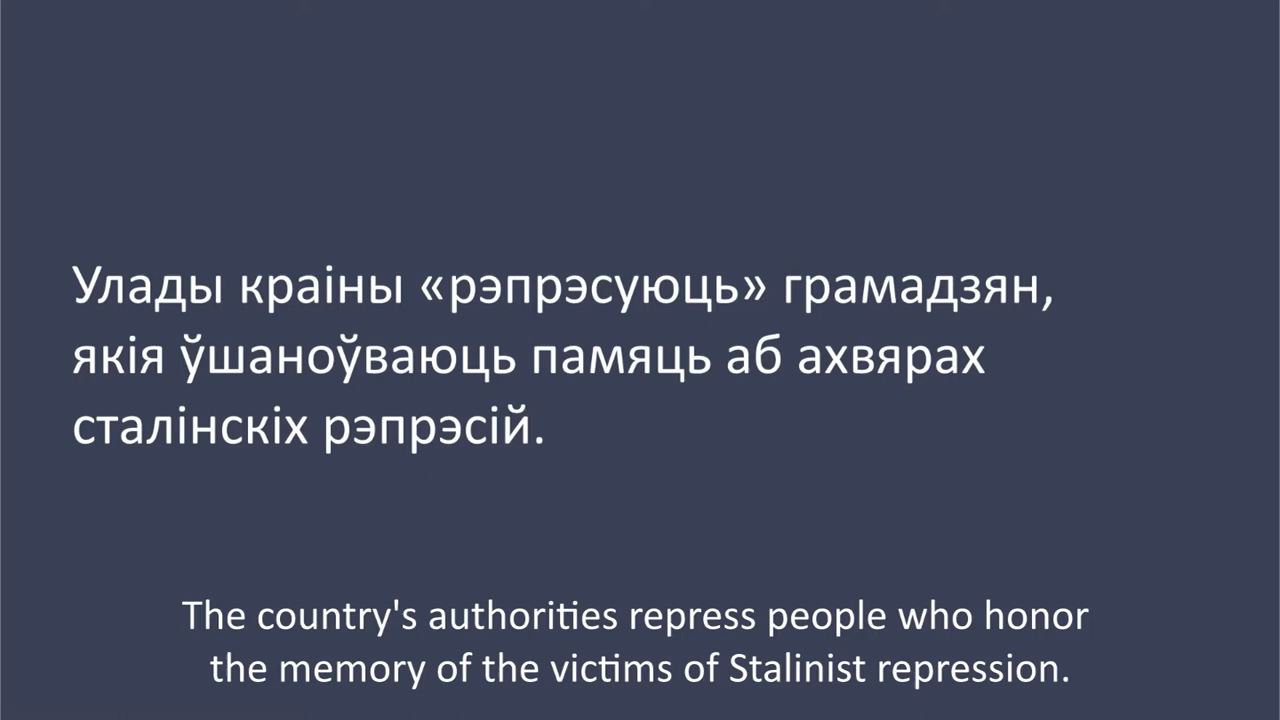 Улады краіны «рэпрэсуюць» грамадзян,
якія ўшаноўваюць памяць аб ахвярах
сталінскіх рэпрэсій.
The country's authorities repress people who honor
the memory of the victims of Stalinist repression.